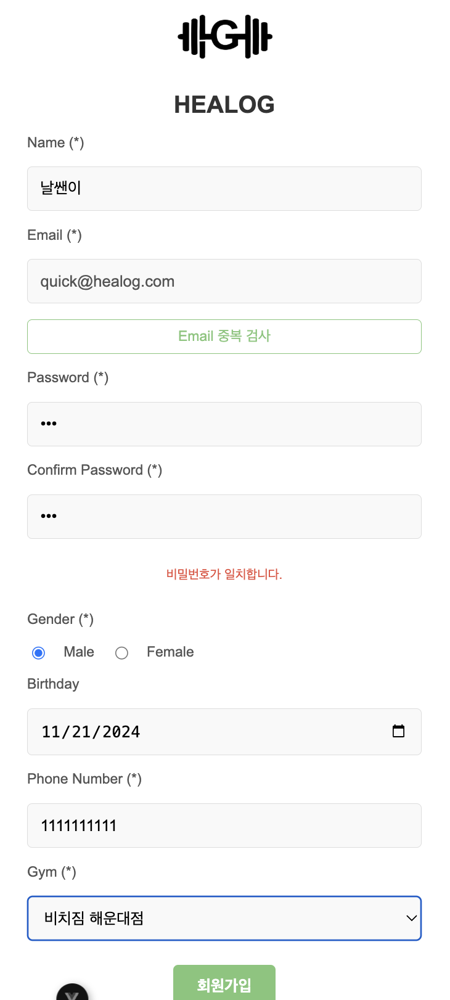 G
HEALOG
Name (*)
날쌘이
Email (*)
quick@healog.com
Email 중복 검사
Password (*)
•••
Confirm Password (*)
•••
비밀번호가 일치합니다.
Gender (*)
Male Female
Birthday
11/21/2024
Phone Number (*)
1111111111
Gym (*)
비치짐 해운대점
회원가입